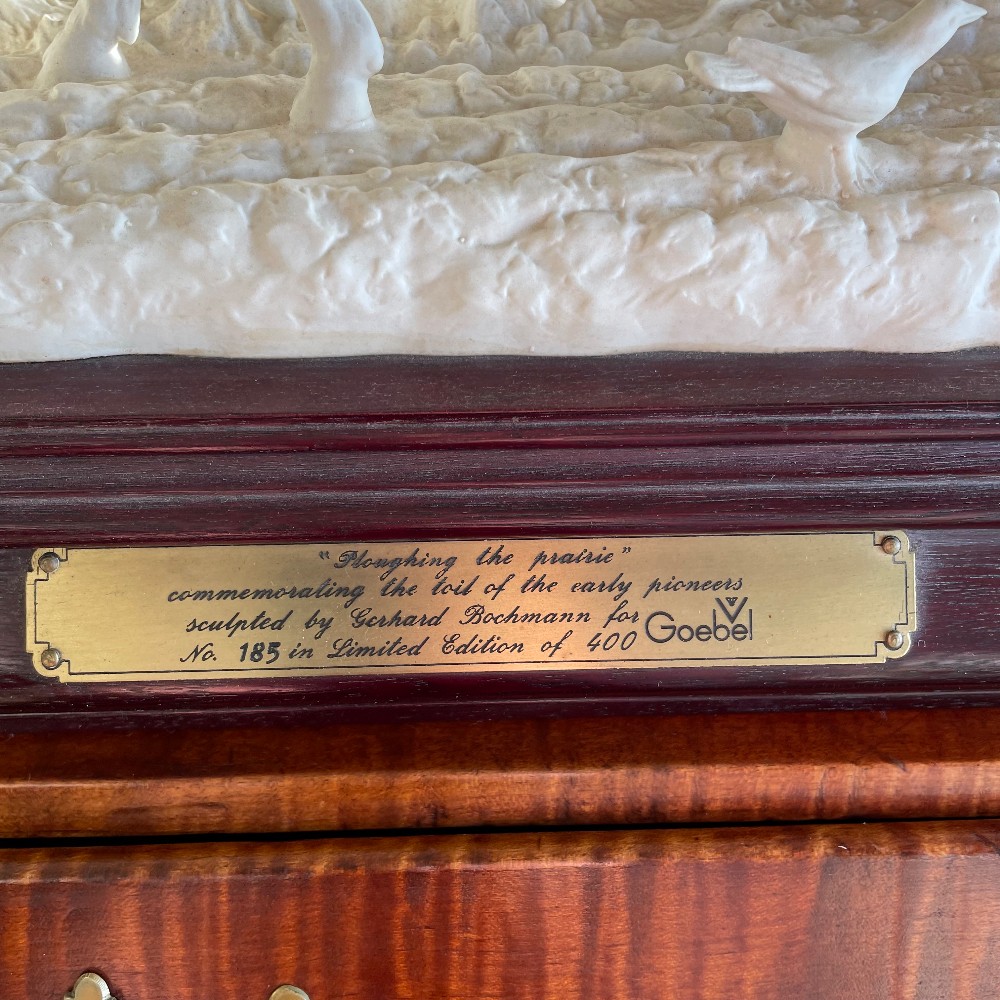 "Ploughing the prairie"
commemorating the toil of the early pioneers
sculpted by Gerhard Bochmann for Goebel
No. 185 in Limited Edition of 400